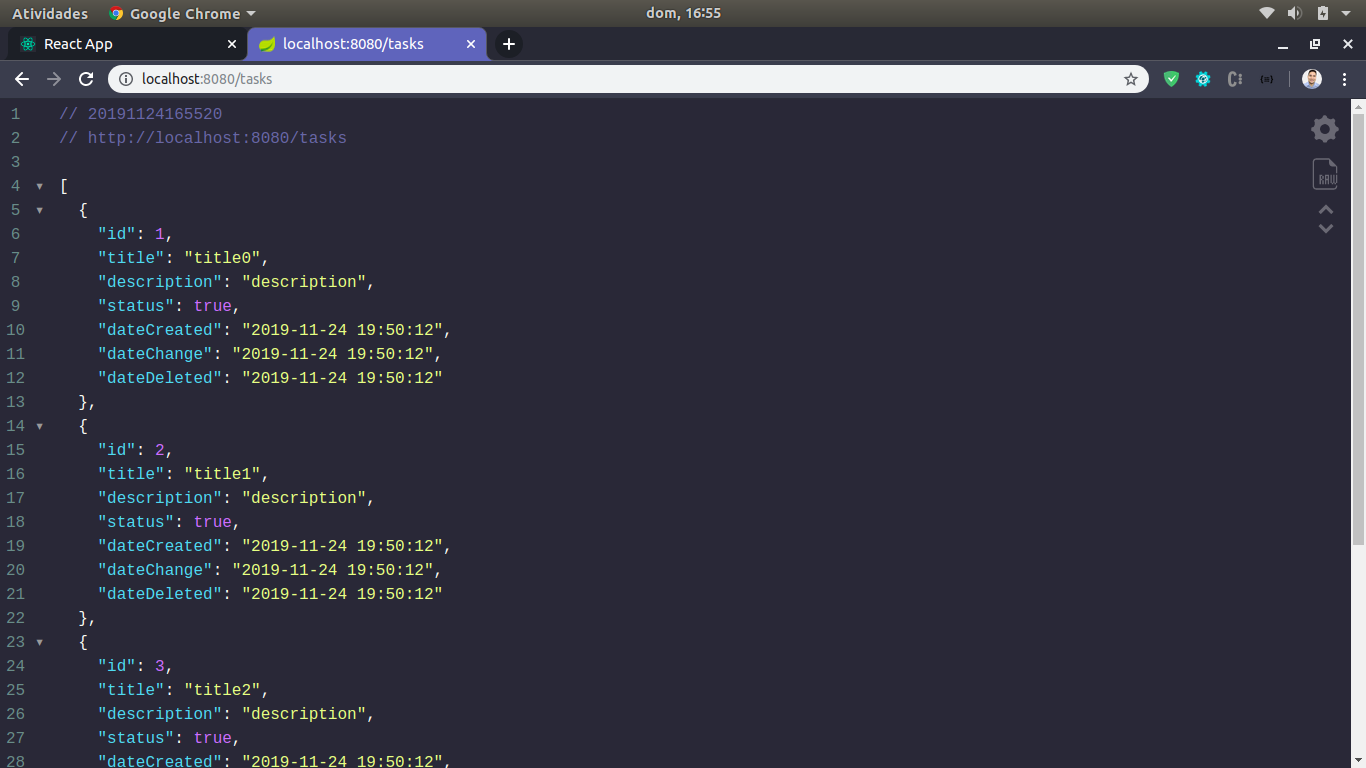 Atividades Google Chrome dom, 16:55
React App localhost:8080/tasks
localhost:8080/tasks
1 // 20191124165520
2 // http://localhost:8080/tasks
3
4 [
5 {
6 "id": 1,
7 "title": "title0",
8 "description": "description",
9 "status": true,
10 "dateCreated": "2019-11-24 19:50:12",
11 "dateChange": "2019-11-24 19:50:12",
12 "dateDeleted": "2019-11-24 19:50:12"
13 },
14 {
15 "id": 2,
16 "title": "title1",
17 "description": "description",
18 "status": true,
19 "dateCreated": "2019-11-24 19:50:12",
20 "dateChange": "2019-11-24 19:50:12",
21 "dateDeleted": "2019-11-24 19:50:12"
22 },
23 {
24 "id": 3,
25 "title": "title2",
26 "description": "description",
27 "status": true,
28 "dateCreated": "2019-11-24 19:50:12",
RAW